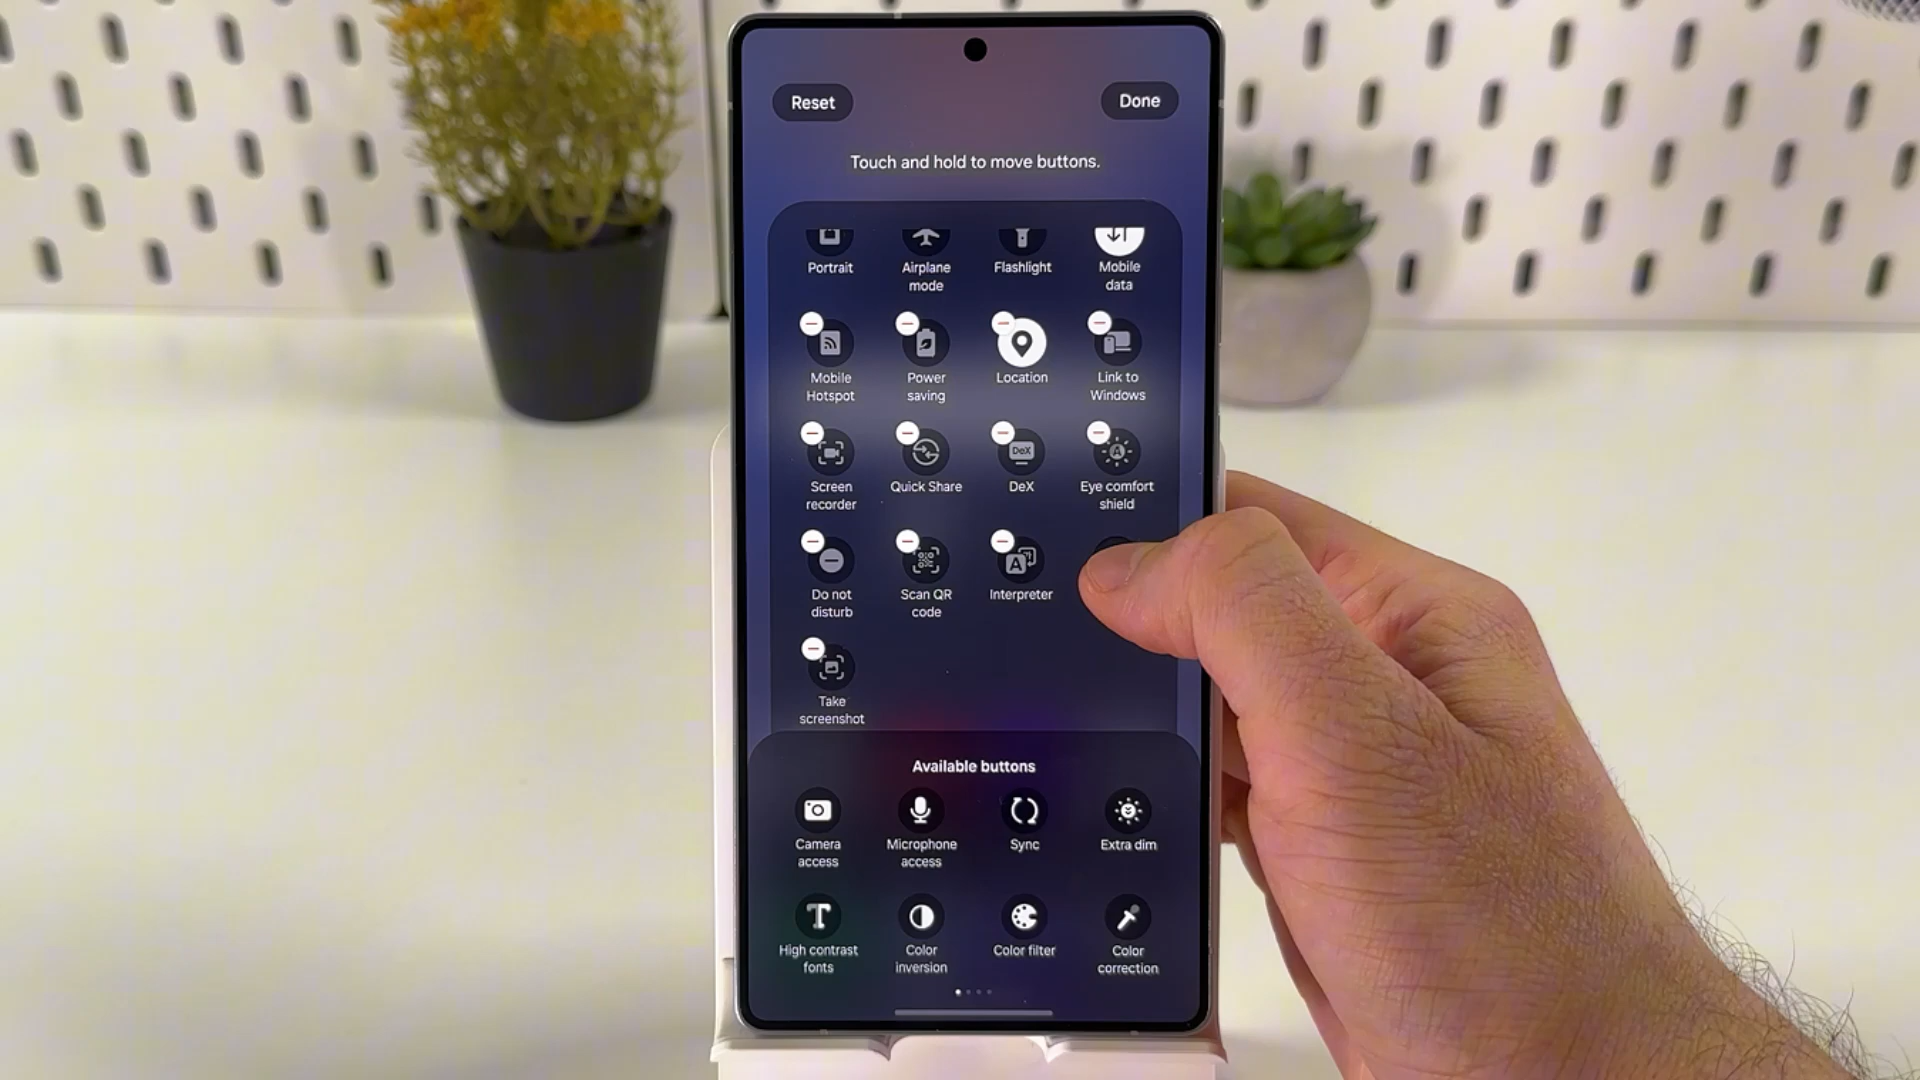 Reset
Done
Touch and hold to move buttons.
Portrait
Airplane
mode
Flashlight
Mobile
data
Mobile
Hotspot
Power
saving
Location
Link to
Windows
Screen
recorder
Quick Share
DeX
DeX
A
Eye comfort
shield
Do not
disturb
Scan QR
code
A
Interpreter
Take
screenshot
Available buttons
Camera
access
Microphone
access
Sync
Extra dim
T
High contrast
fonts
Color
inversion
Color filter
Color
correction